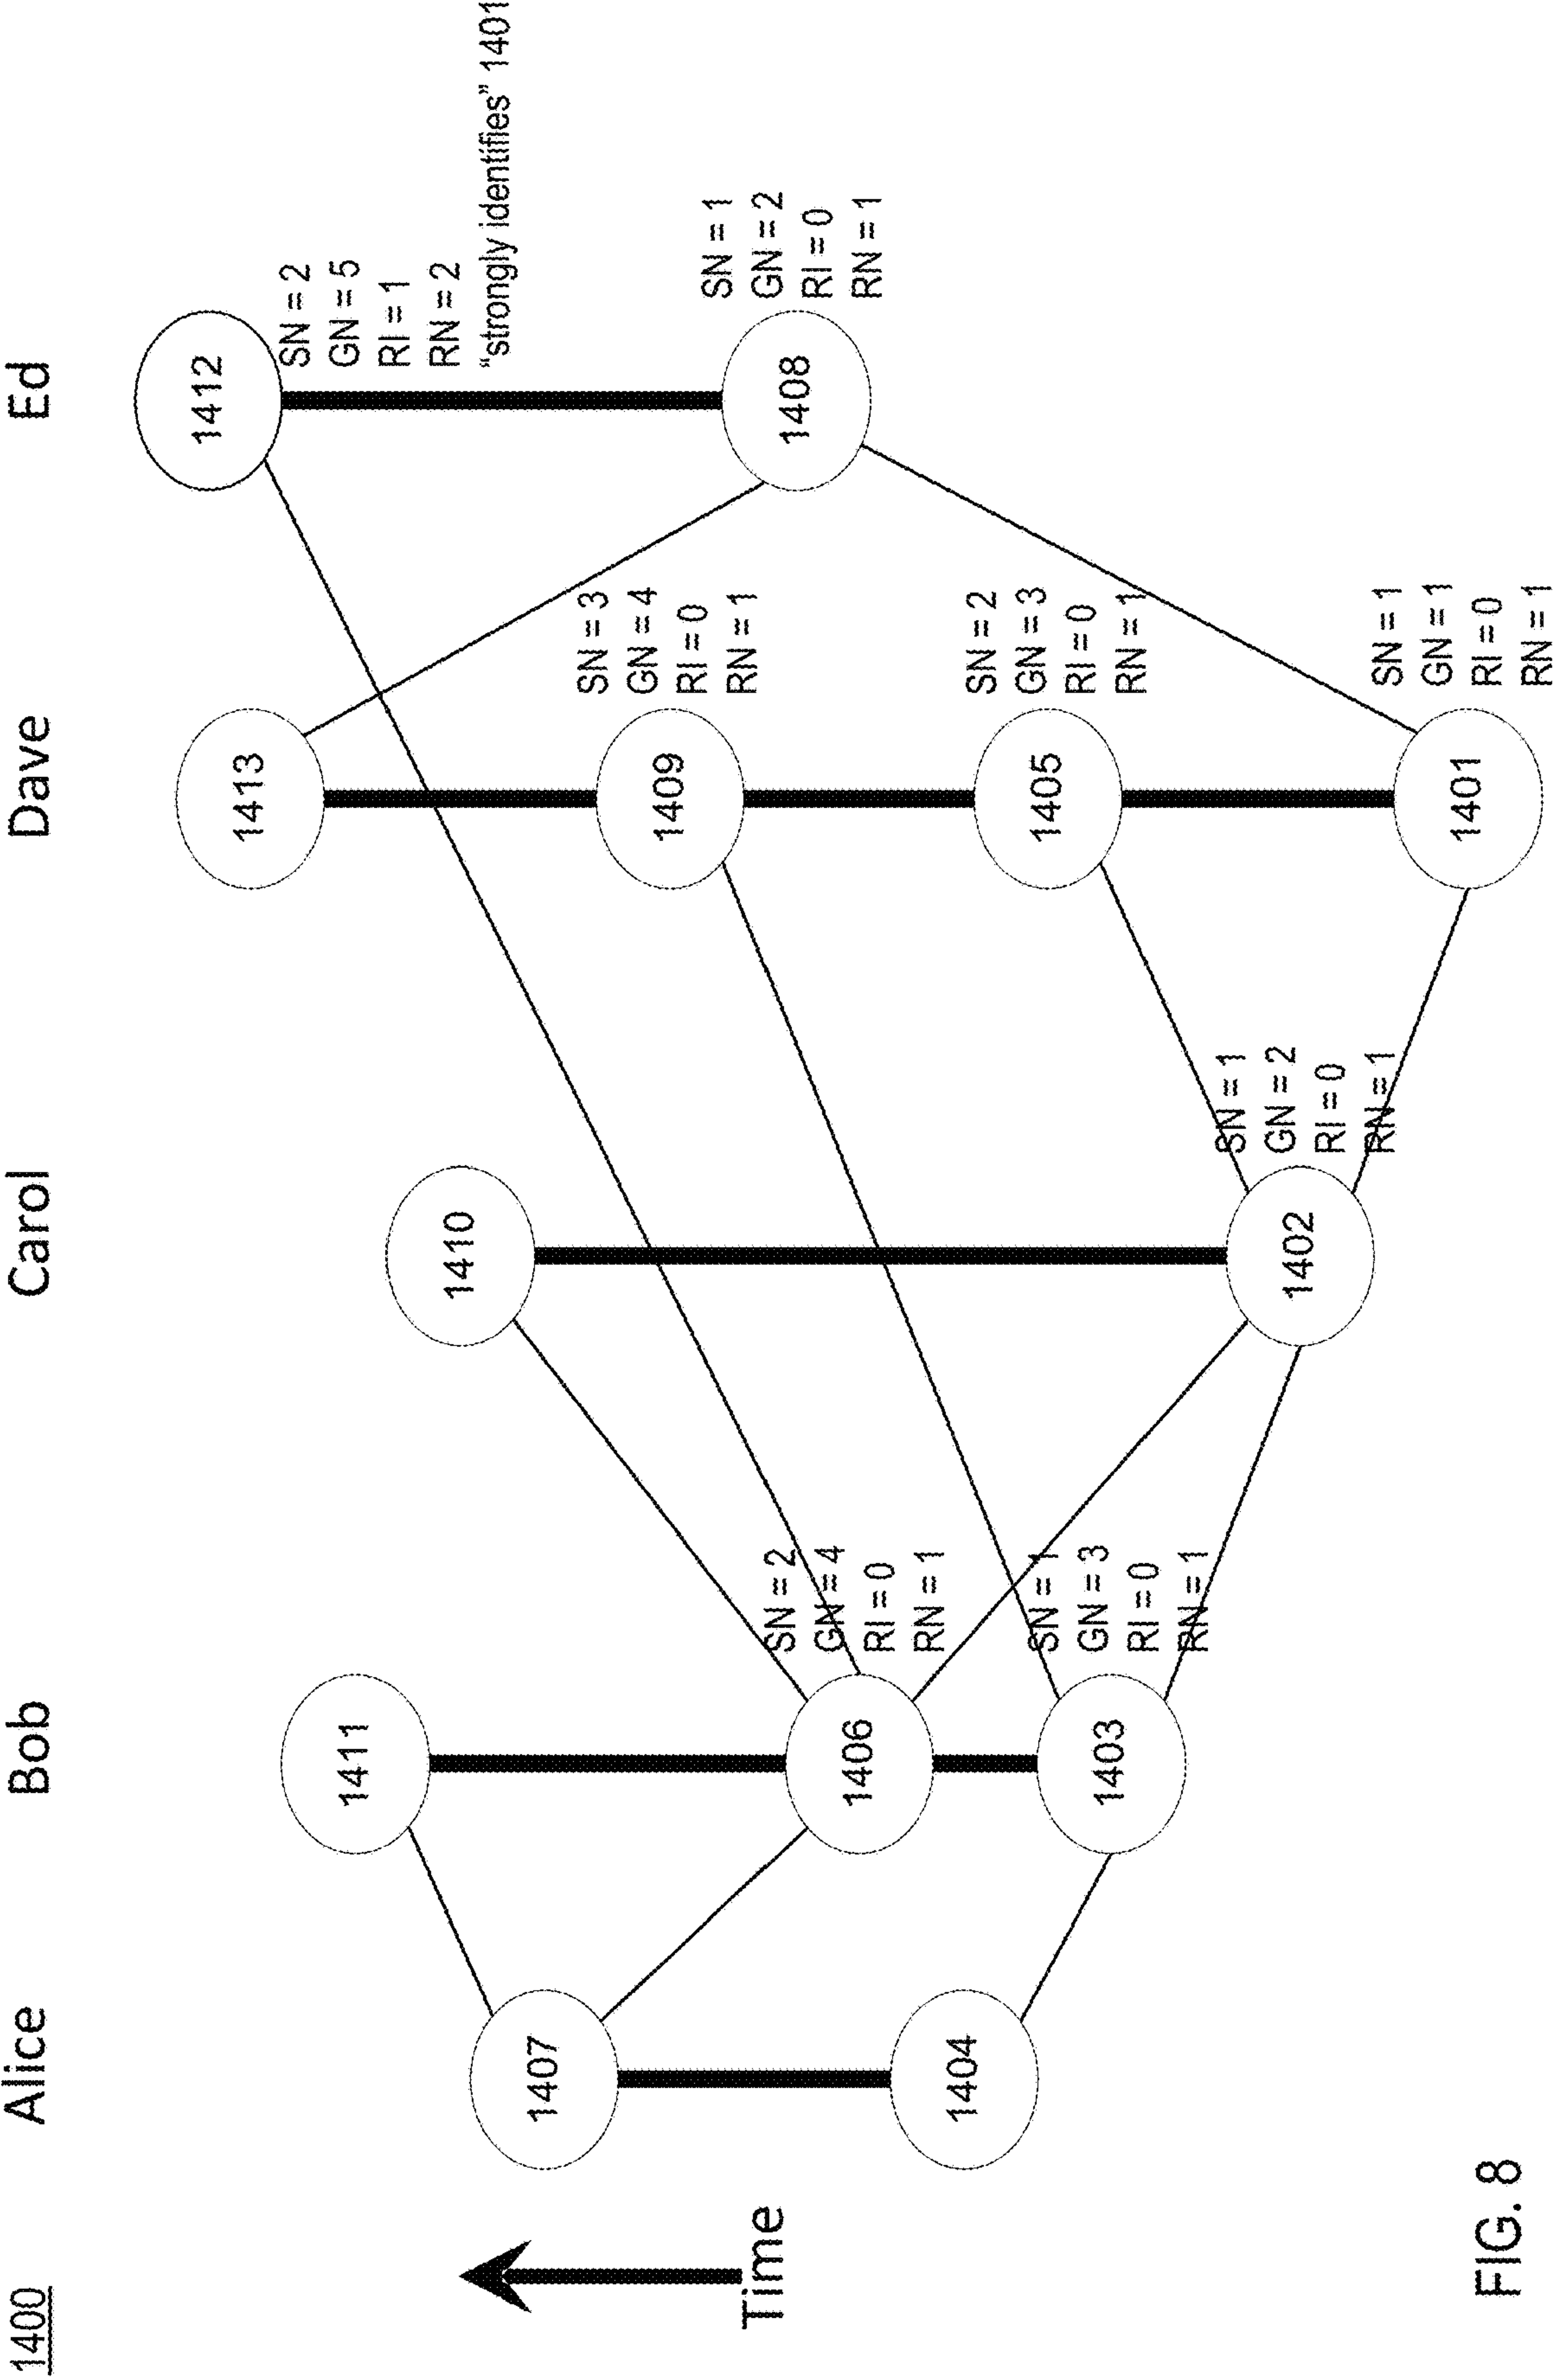 1400
Alice
Bob
Carol
Dave
Ed
1412
SN = 2
GN = 5
RI = 1
RN = 2
“strongly identifies” 1401
1413
1411
1410
1407
1409
SN = 3
GN = 4
RI = 0
RN = 1
1408
SN = 1
GN = 2
RI = 0
RN = 1
1406
SN = 2
GN = 4
RI = 0
RN = 1
1404
1405
SN = 2
GN = 3
RI = 0
RN = 1
1403
SN = 1
GN = 3
RI = 0
RN = 1
1402
SN = 1
GN = 2
RI = 0
RN = 1
1401
SN = 1
GN = 1
RI = 0
RN = 1
Time
FIG. 8